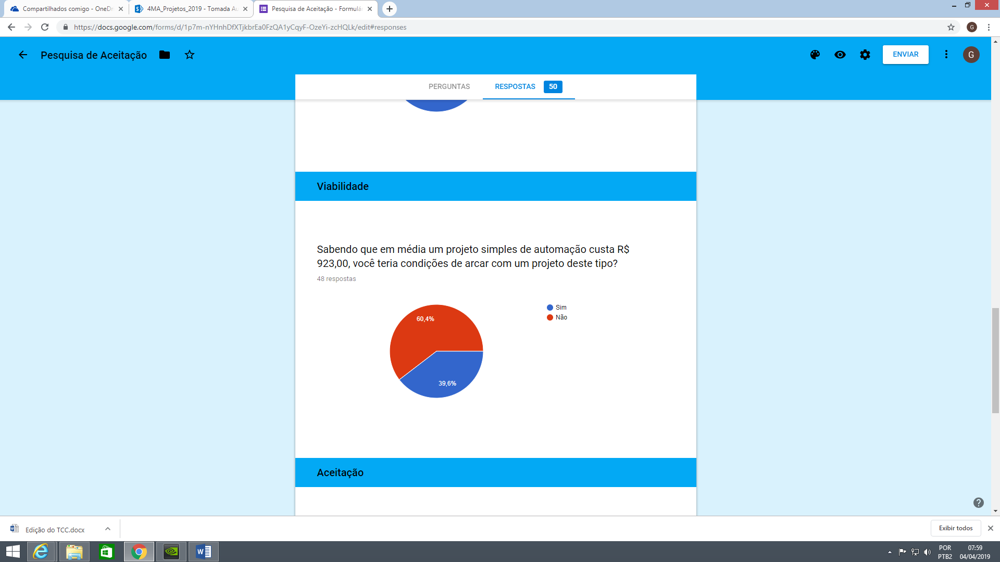 Compartilhados comigo - OneDr
4MA_Projetos_2019 - Tomada Au
Pesquisa de Aceitação - Formulá
https://docs.google.com/forms/d/1p7m-nYHnhDfXTjkbrEa0FzQA1yCqyF-OzeYi-zcHQLk/edit#responses
G
Pesquisa de Aceitação
ENVIAR
G
PERGUNTAS
RESPOSTAS 50
Viabilidade
Sabendo que em média um projeto simples de automação custa R$
923,00, você teria condições de arcar com um projeto deste tipo?
48 respostas
Sim
Não
60,4%
39,6%
Aceitação
Edição do TCC.docx
Exibir todos
POR
PTB2
07:59
04/04/2019